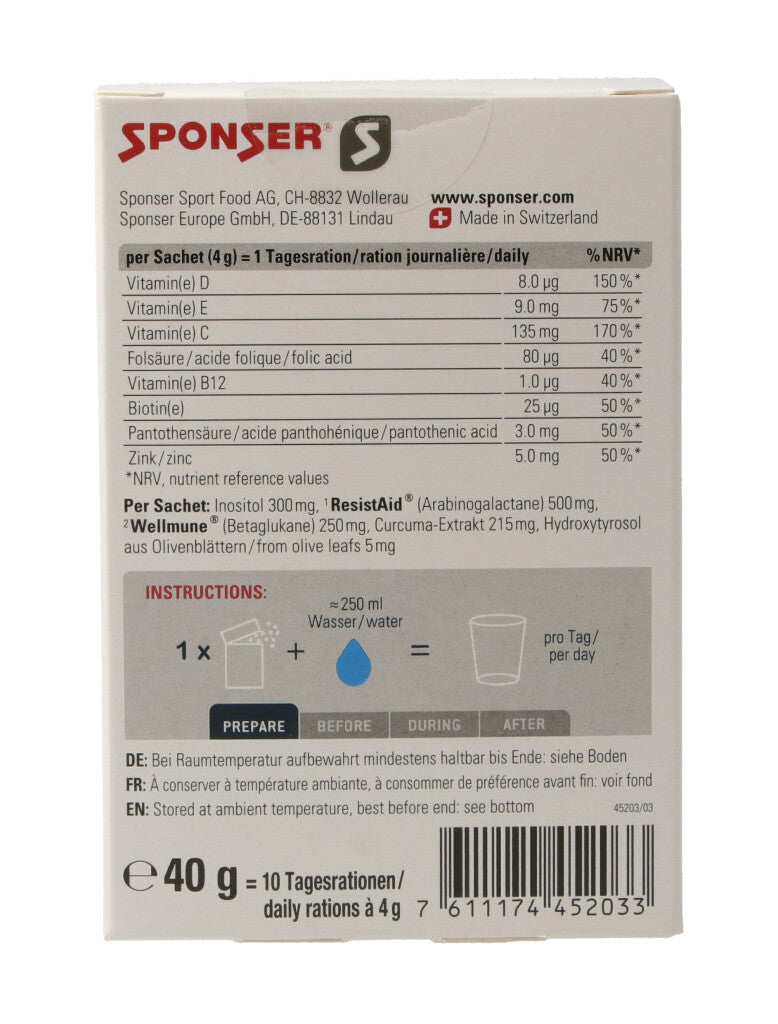 SPONSER® S
Sponser Sport Food AG, CH-8832 Wollerau www.sponser.com
Sponser Europe GmbH, DE-88131 Lindau Made in Switzerland
per Sachet (4 g) = 1 Tagesration/ration journalière/daily %NRV*
Vitamin(e) D 8.0 µg 150%*
Vitamin(e) E 9.0 mg 75%*
Vitamin(e) C 135 mg 170%*
Folsäure/acide folique/folic acid 80 µg 40%*
Vitamin(e) B12 1.0 µg 40%*
Biotin(e) 25 µg 50%*
Pantothensäure/acide panthohénique/pantothenic acid 3.0 mg 50%*
Zink/zinc 5.0 mg 50%*
*NRV, nutrient reference values
Per Sachet: Inositol 300 mg, ¹ResistAid® (Arabinogalactane) 500 mg,
²Wellmune® (Betaglukane) 250 mg, Curcuma-Extrakt 215 mg, Hydroxytyrosol
aus Olivenblättern/from olive leafs 5 mg
INSTRUCTIONS:
≈250 ml
Wasser/water
1 x + = pro Tag/
per day
PREPARE BEFORE DURING AFTER
DE: Bei Raumtemperatur aufbewahrt mindestens haltbar bis Ende: siehe Boden
FR: À conserver à température ambiante, à consommer de préférence avant fin: voir fond
EN: Stored at ambient temperature, best before end: see bottom 45203/03
℮ 40 g = 10 Tagesrationen/
daily rations à 4 g
7 611174 452033